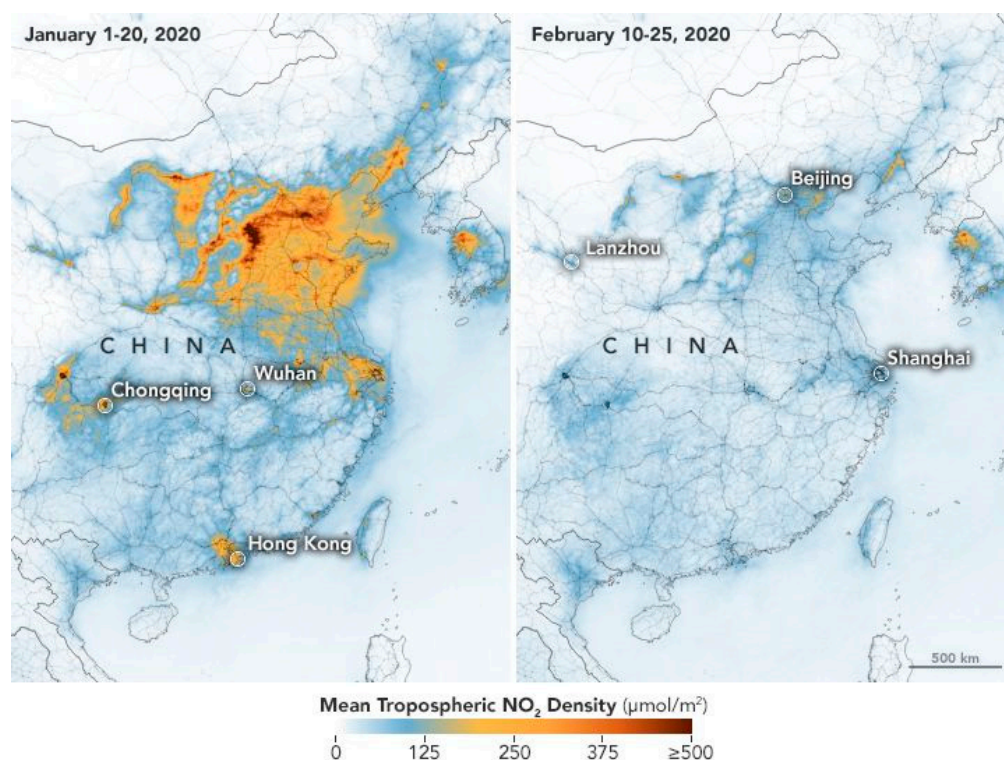 January 1-20, 2020
CHINA
Wuhan
Chongqing
Hong Kong
February 10-25, 2020
Beijing
Lanzhou
CHINA
Shanghai
500 km
Mean Tropospheric NO₂ Density (µmol/m²)
0 125 250 375 ≥500